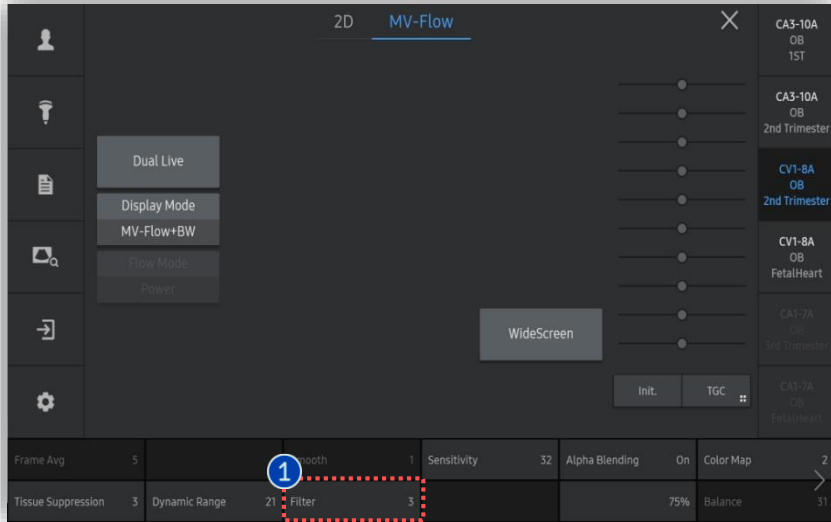 2D MV-Flow
CA3-10A
OB
1ST
CA3-10A
OB
2nd Trimester
CV1-8A
OB
2nd Trimester
CV1-8A
OB
FetalHeart
CA1-7A
OB
3rd Trimester
CA1-7A
OB
FetalHeart
Dual Live
Display Mode
MV-Flow+BW
Flow Mode
Power
WideScreen
Init. TGC
Frame Avg 5 Smooth 1 Sensitivity 32 Alpha Blending On Color Map 2
1
Tissue Suppression 3 Dynamic Range 21 Filter 3 75% Balance 31